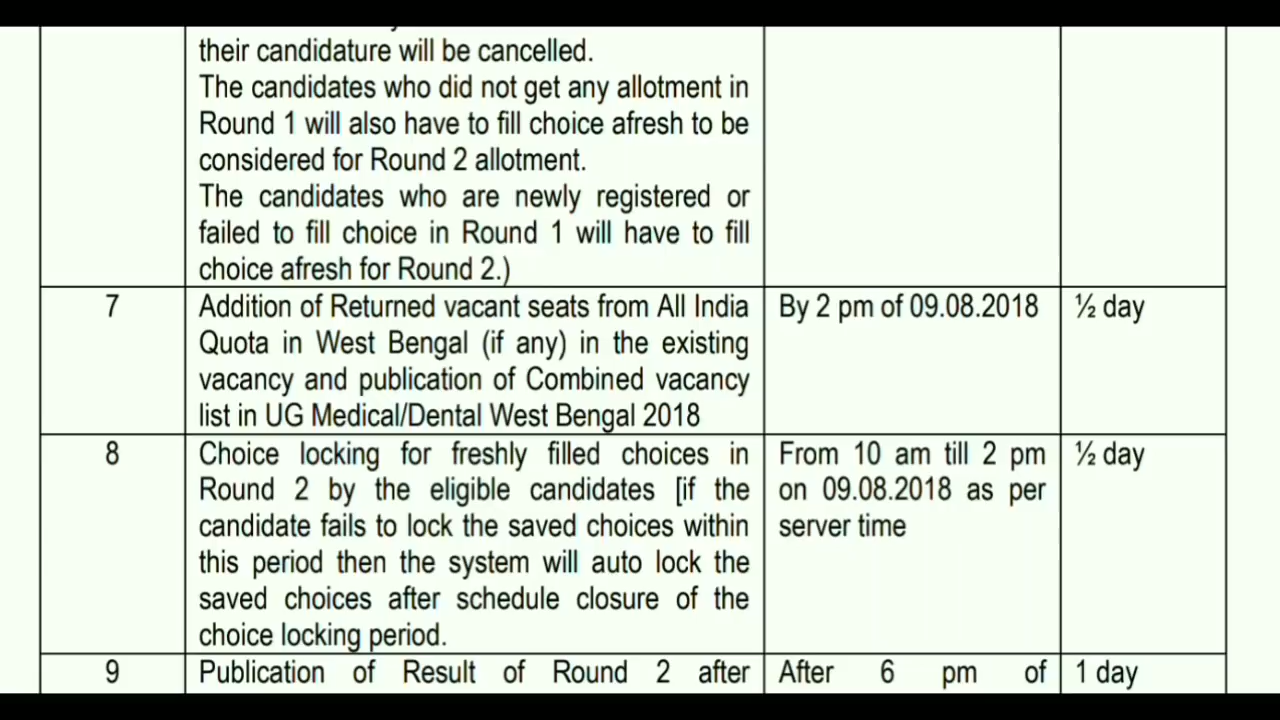 their candidature will be cancelled.
The candidates who did not get any allotment in
Round 1 will also have to fill choice afresh to be
considered for Round 2 allotment.
The candidates who are newly registered or
failed to fill choice in Round 1 will have to fill
choice afresh for Round 2.)
7
Addition of Returned vacant seats from All India
Quota in West Bengal (if any) in the existing
vacancy and publication of Combined vacancy
list in UG Medical/Dental West Bengal 2018
By 2 pm of 09.08.2018
½ day
8
Choice locking for freshly filled choices in
Round 2 by the eligible candidates [if the
candidate fails to lock the saved choices within
this period then the system will auto lock the
saved choices after schedule closure of the
choice locking period.
From 10 am till 2 pm
on 09.08.2018 as per
server time
½ day
9
Publication of Result of Round 2 after
After 6 pm of
1 day